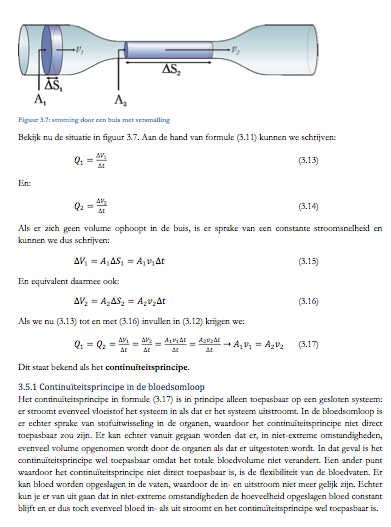 v₁
v₂
ΔS₁
ΔS₂
A₁
A₂
Figuur 3.7: stroming door een buis met versmalling
Bekijk nu de situatie in figuur 3.7. Aan de hand van formule (3.11) kunnen we schrijven:
Q₁ = ΔV₁/Δt (3.13)
En:
Q₂ = ΔV₂/Δt (3.14)
Als er zich geen volume ophoopt in de buis, is er sprake van een constante stroomsnelheid en
kunnen we dus schrijven:
ΔV₁ = A₁ΔS₁ = A₁v₁Δt (3.15)
En equivalent daarmee ook:
ΔV₂ = A₂ΔS₂ = A₂v₂Δt (3.16)
Als we nu (3.13) tot en met (3.16) invullen in (3.12) krijgen we:
Q₁ = Q₂ = ΔV₁/Δt = ΔV₂/Δt = A₁v₁Δt/Δt = A₂v₂Δt/Δt → A₁v₁ = A₂v₂ (3.17)
Dit staat bekend als het continuïteitsprincipe.
3.5.1 Continuïteitsprincipe in de bloedsomloop
Het continuïteitsprincipe in formule (3.17) is in principe alleen toepasbaar op een gesloten systeem:
er stroomt evenveel vloeistof het systeem in als dat er het systeem uitstroomt. In de bloedsomloop is
er echter sprake van stofuitwisseling in de organen, waardoor het continuïteitsprincipe niet direct
toepasbaar zou zijn. Er kan echter vanuit gegaan worden dat er, in niet-extreme omstandigheden,
evenveel volume opgenomen wordt door de organen als dat er uitgestoten wordt. In dat geval is het
continuïteitsprincipe wel toepasbaar omdat het totale bloedvolume niet verandert. Een ander punt
waardoor het continuïteitsprincipe niet direct toepasbaar is, is de flexibiliteit van de bloedvaten. Er
kan bloed worden opgeslagen in de vaten, waardoor de in- en uitstroom niet meer gelijk zijn. Echter
kun je er van uit gaan dat in niet-extreme omstandigheden de hoeveelheid opgeslagen bloed constant
blijft en er dus toch evenveel bloed in- als uit stroomt en het continuïteitsprincipe wel toepasbaar is.